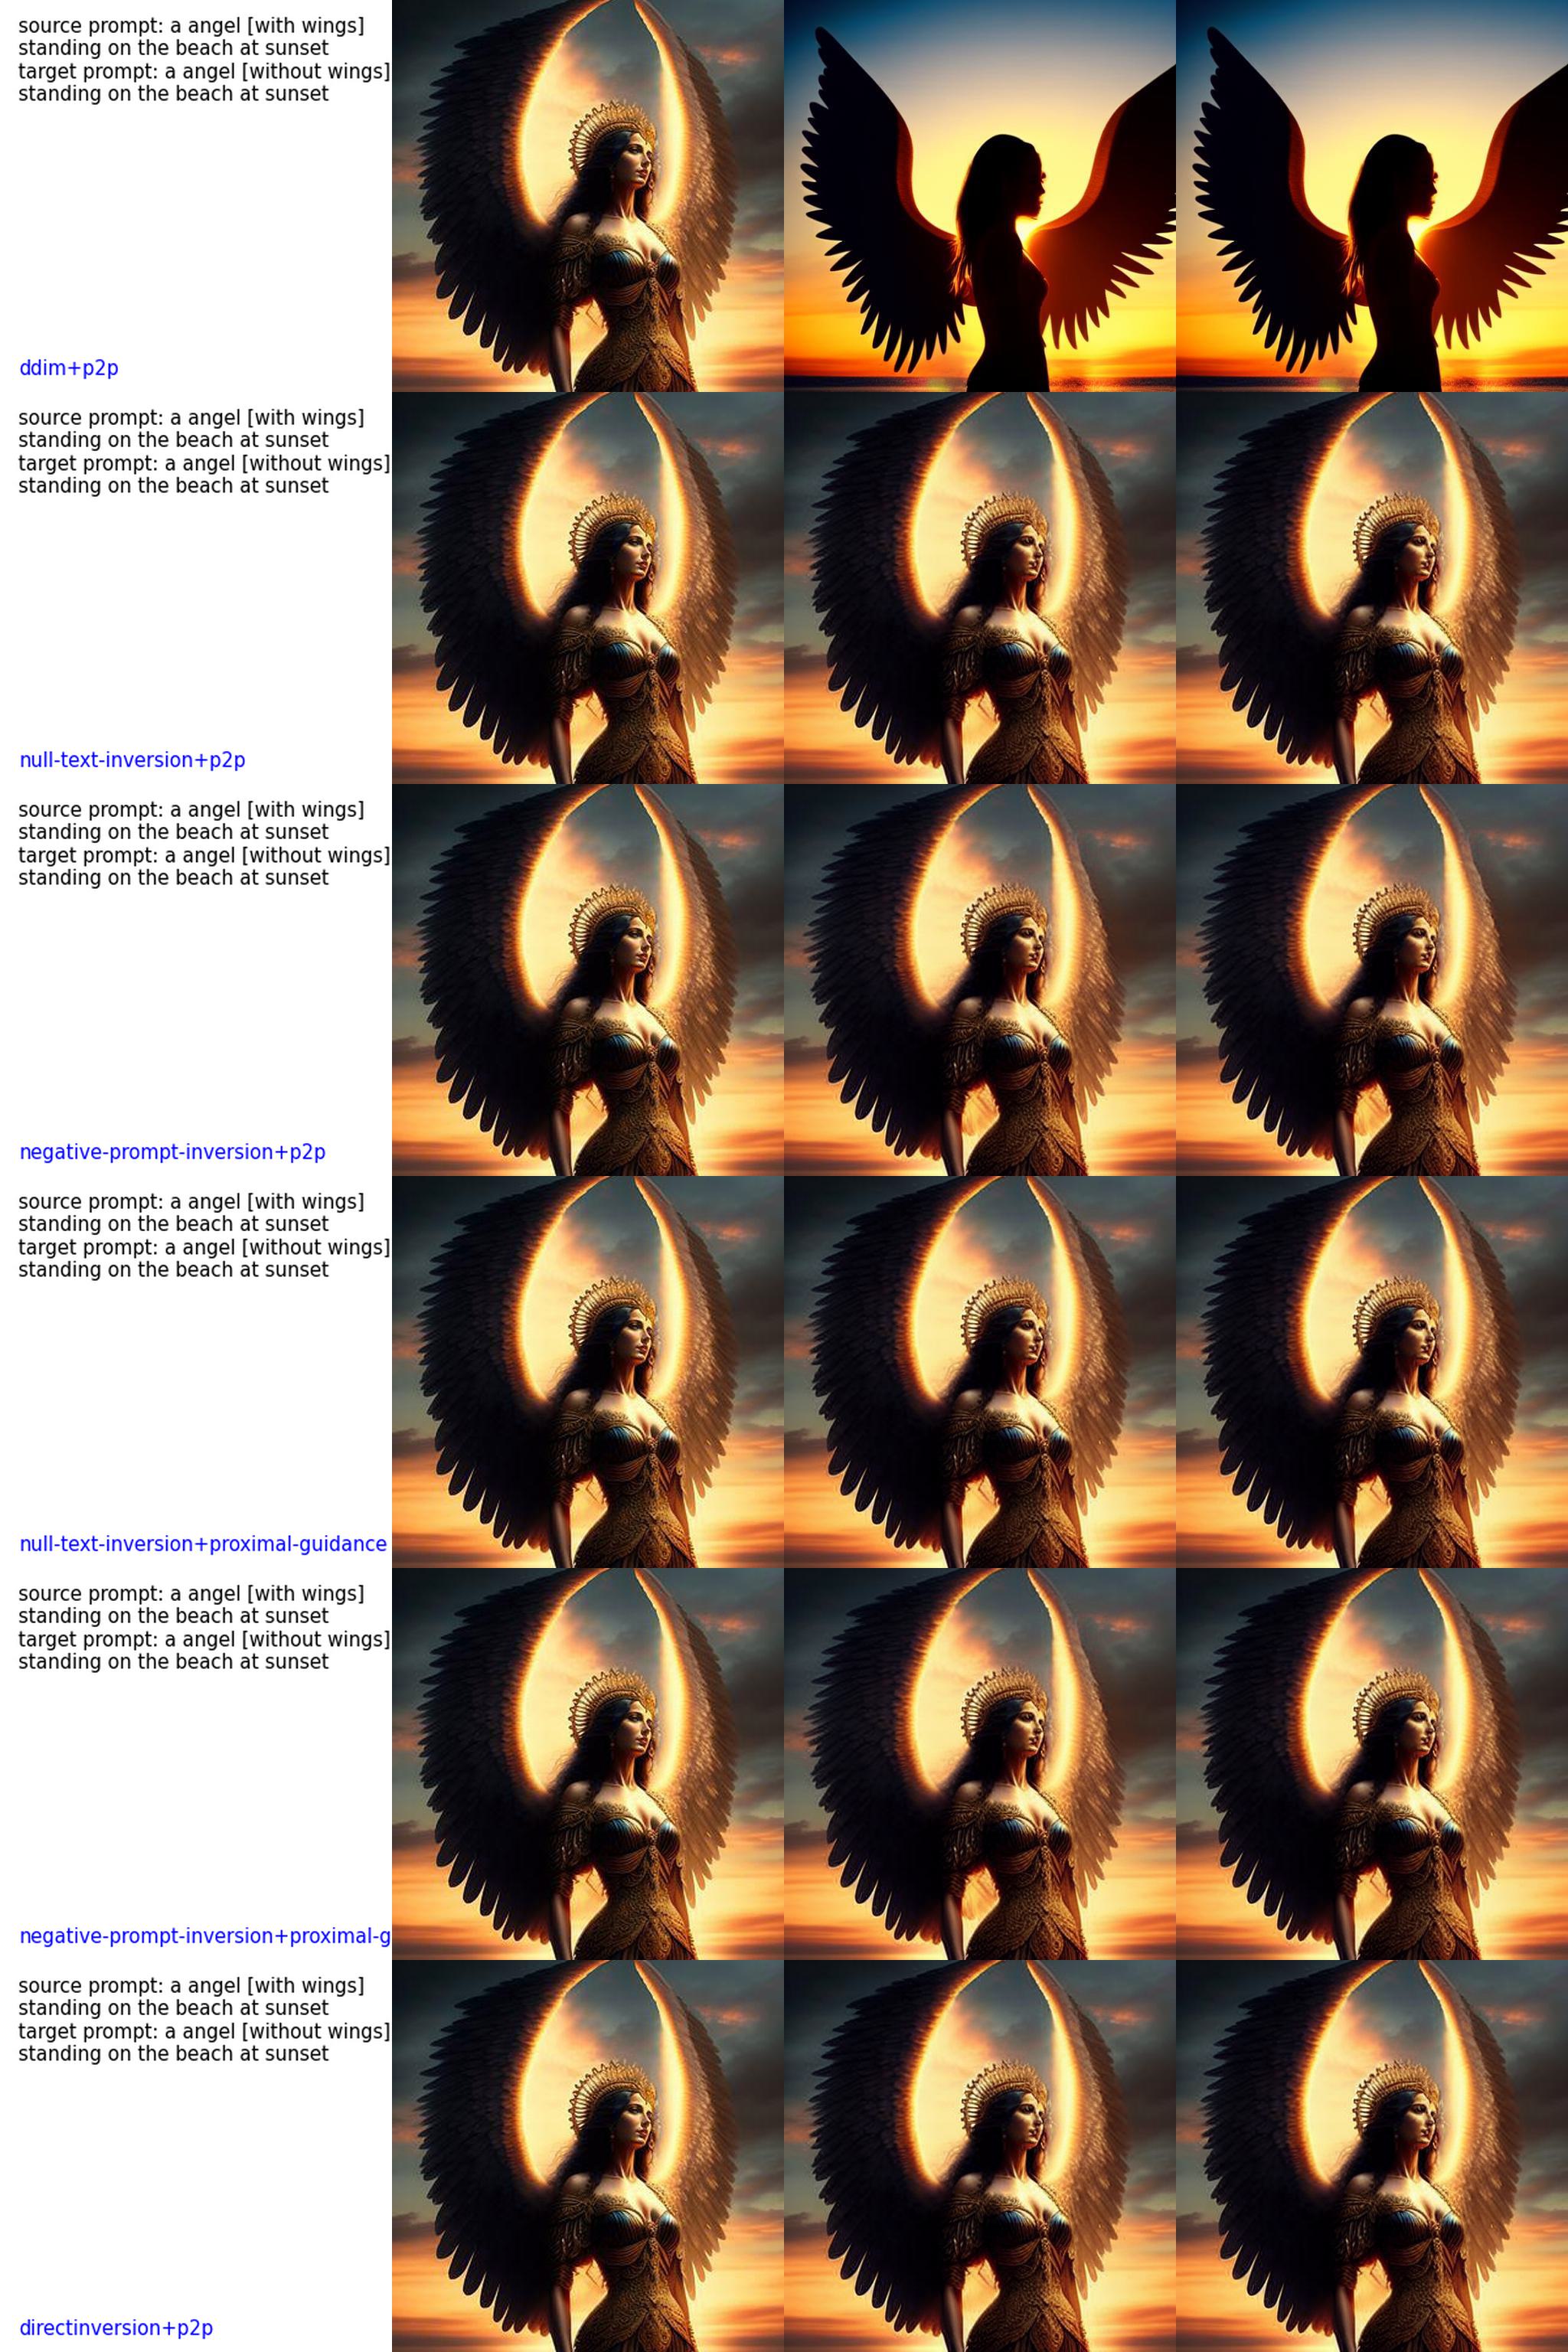 source prompt: a angel [with wings]
standing on the beach at sunset
target prompt: a angel [without wings]
standing on the beach at sunset
ddim+p2p
source prompt: a angel [with wings]
standing on the beach at sunset
target prompt: a angel [without wings]
standing on the beach at sunset
null-text-inversion+p2p
source prompt: a angel [with wings]
standing on the beach at sunset
target prompt: a angel [without wings]
standing on the beach at sunset
negative-prompt-inversion+p2p
source prompt: a angel [with wings]
standing on the beach at sunset
target prompt: a angel [without wings]
standing on the beach at sunset
null-text-inversion+proximal-guidance
source prompt: a angel [with wings]
standing on the beach at sunset
target prompt: a angel [without wings]
standing on the beach at sunset
negative-prompt-inversion+proximal-g
source prompt: a angel [with wings]
standing on the beach at sunset
target prompt: a angel [without wings]
standing on the beach at sunset
directinversion+p2p